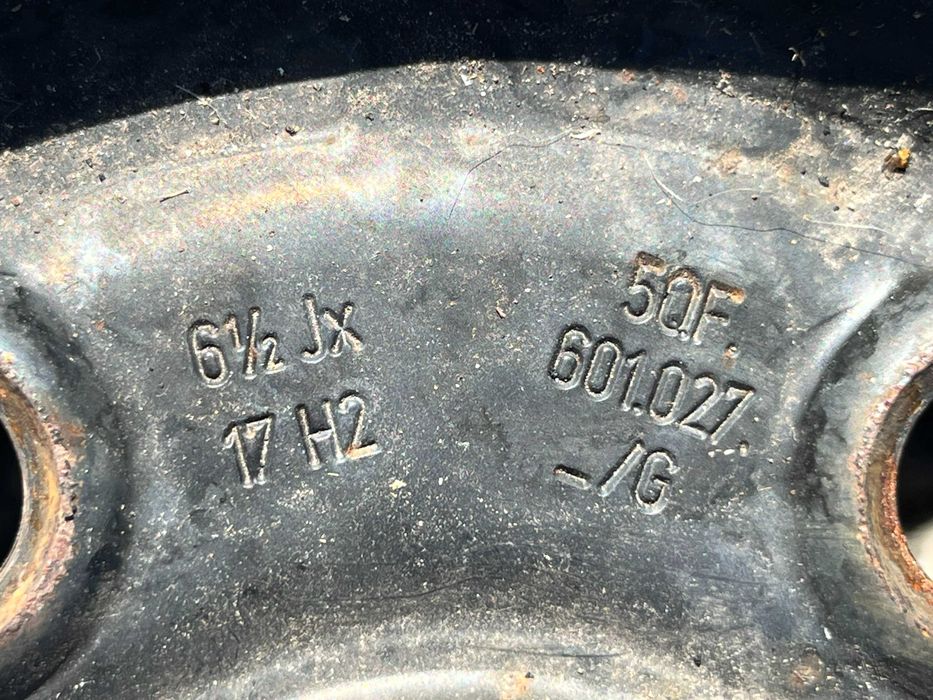 6½ Jx
17 H2
5QF.
601.027.
_/G